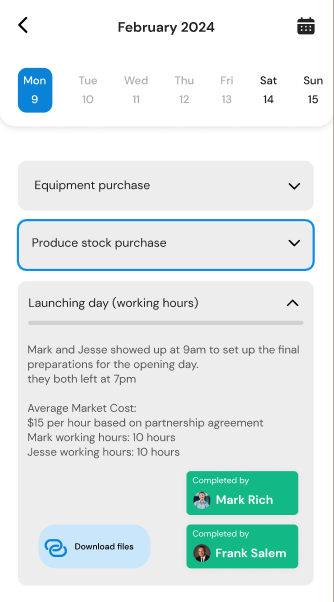 February 2024
Mon Tue Wed Thu Fri Sat Sun
9 10 11 12 13 14 15
Equipment purchase
Produce stock purchase
Launching day (working hours)
Mark and Jesse showed up at 9am to set up the final
preparations for the opening day.
they both left at 7pm
Average Market Cost:
$15 per hour based on partnership agreement
Mark working hours: 10 hours
Jesse working hours: 10 hours
Completed by
Mark Rich
Download files
Completed by
Frank Salem